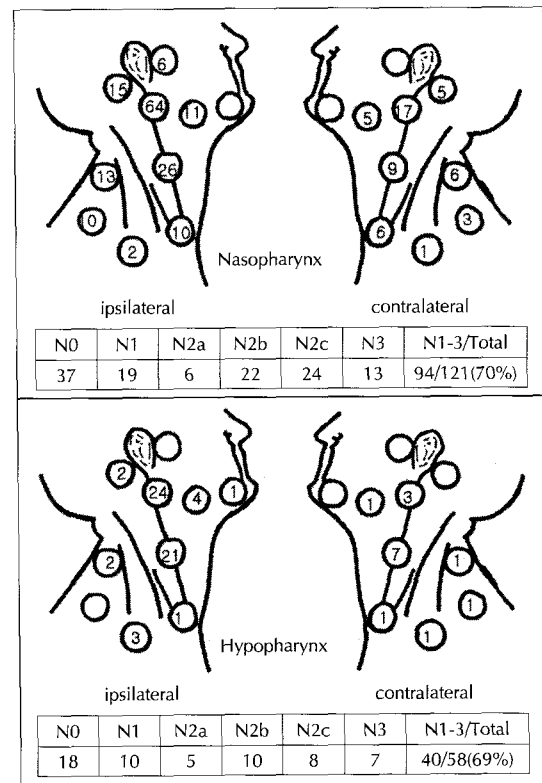 6
15 5
64 11 5 17
26 9
13 6
0 10 6 3
2 1
Nasopharynx
ipsilateral contralateral
N0 N1 N2a N2b N2c N3 N1-3/Total
37 19 6 22 24 13 94/121(70%)
2
24 4 1 1 3
21 7
2 1
1 1 1
3 1
Hypopharynx
ipsilateral contralateral
N0 N1 N2a N2b N2c N3 N1-3/Total
18 10 5 10 8 7 40/58(69%)